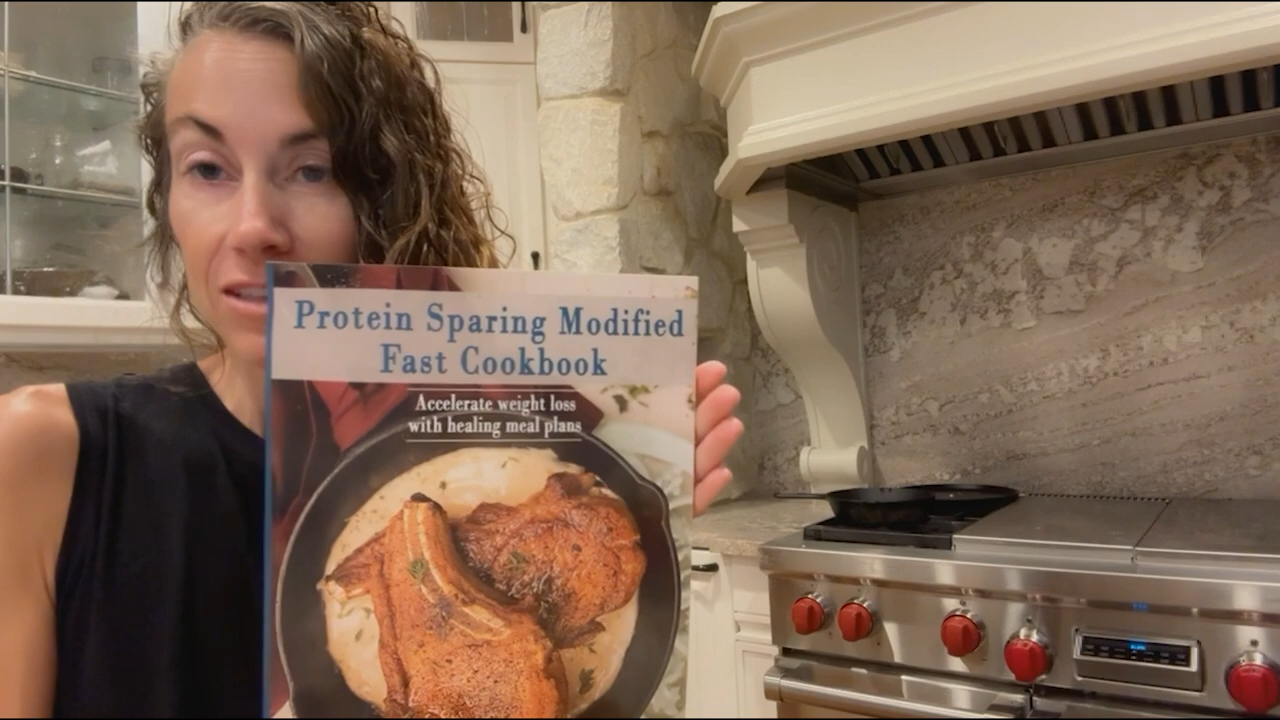 Protein Sparing Modified
Fast Cookbook
Accelerate weight loss
with healing meal plans